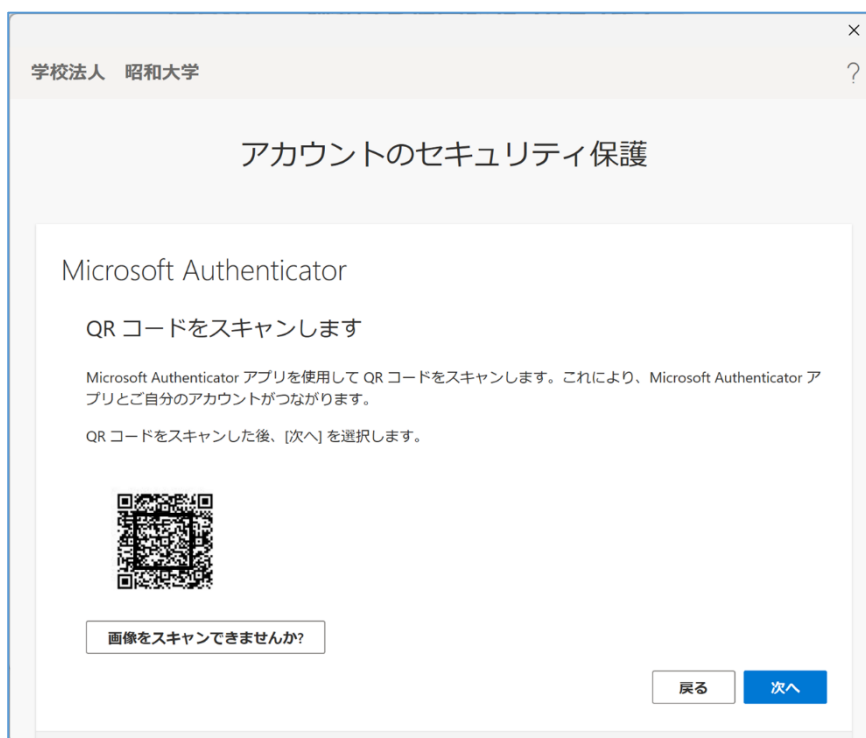 学校法人　昭和大学
アカウントのセキュリティ保護
Microsoft Authenticator
QR コードをスキャンします
Microsoft Authenticator アプリを使用して QR コードをスキャンします。これにより、Microsoft Authenticator ア
プリとご自分のアカウントがつながります。
QR コードをスキャンした後、[次へ] を選択します。
画像をスキャンできませんか?
戻る
次へ